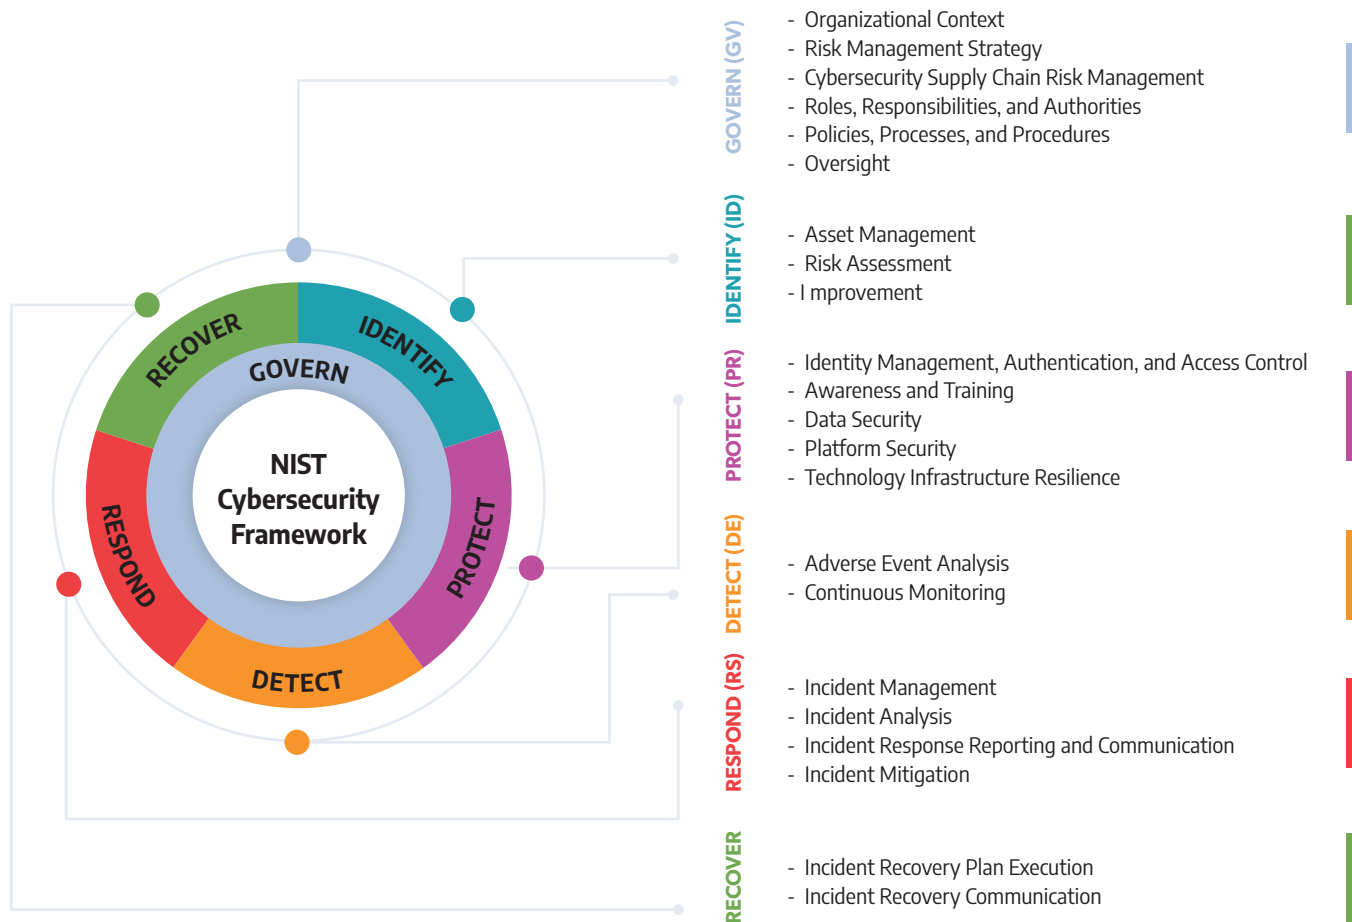 GOVERN (GV)
- Organizational Context
- Risk Management Strategy
- Cybersecurity Supply Chain Risk Management
- Roles, Responsibilities, and Authorities
- Policies, Processes, and Procedures
- Oversight
IDENTIFY (ID)
- Asset Management
- Risk Assessment
- I mprovement
PROTECT (PR)
- Identity Management, Authentication, and Access Control
- Awareness and Training
- Data Security
- Platform Security
- Technology Infrastructure Resilience
DETECT (DE)
- Adverse Event Analysis
- Continuous Monitoring
RESPOND (RS)
- Incident Management
- Incident Analysis
- Incident Response Reporting and Communication
- Incident Mitigation
RECOVER
- Incident Recovery Plan Execution
- Incident Recovery Communication
RECOVER
IDENTIFY
GOVERN
NIST
Cybersecurity
Framework
RESPOND
PROTECT
DETECT